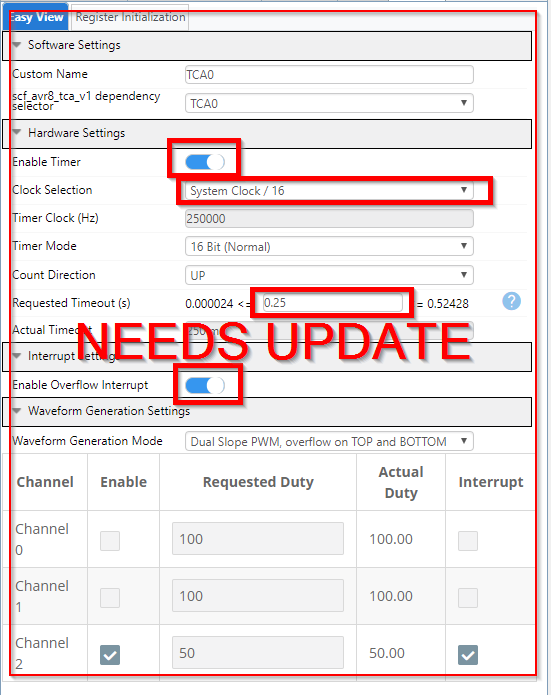 Easy View Register Initialization
Software Settings
Custom Name TCA0
scf_avr8_tca_v1 dependency
selector TCA0
Hardware Settings
Enable Timer
Clock Selection System Clock / 16
Timer Clock (Hz) 250000
Timer Mode 16 Bit (Normal)
Count Direction UP
Requested Timeout (s) 0.000024 <= 0.25 = 0.52428 ?
Actual Timeout
NEEDS UPDATE
Interrupt Settings
Enable Overflow Interrupt
Waveform Generation Settings
Waveform Generation Mode Dual Slope PWM, overflow on TOP and BOTTOM
Channel Enable Requested Duty Actual
Duty Interrupt
Channel
0 100 100.00
Channel
1 100 100.00
Channel
2 50 50.00